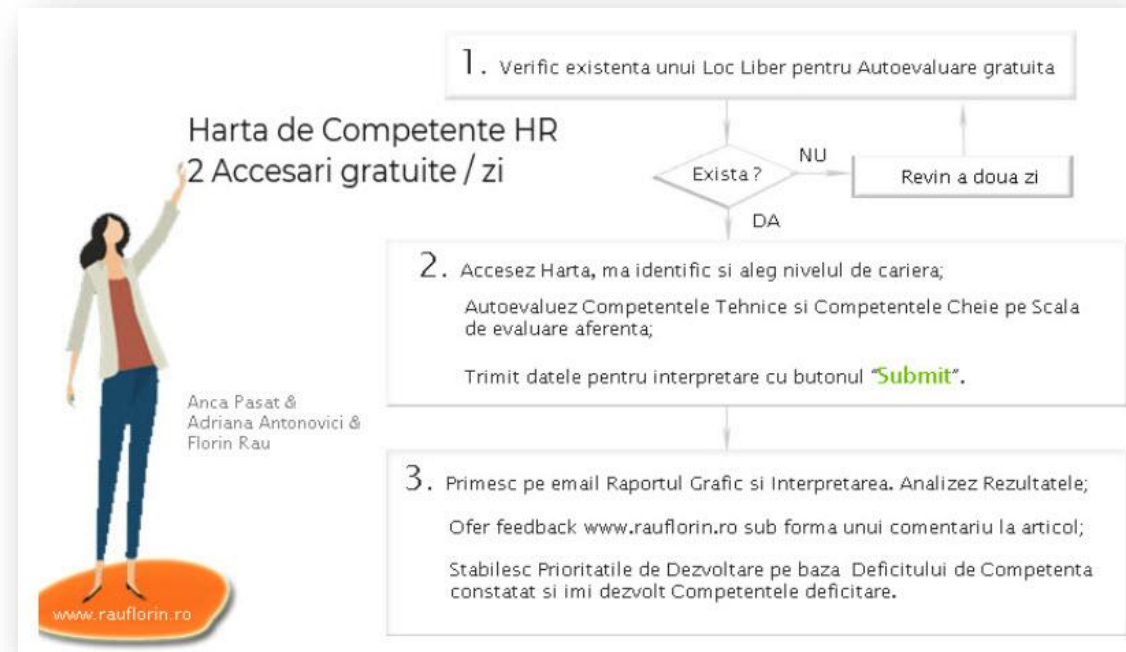 Harta de Competente HR
2 Accesari gratuite / zi
1. Verific existenta unui Loc Liber pentru Autoevaluare gratuita
Exista ?
NU
Revin a doua zi
DA
2. Accesez Harta, ma identific si aleg nivelul de cariera;
Autoevaluez Competentele Tehnice si Competentele Cheie pe Scala
de evaluare aferenta;
Trimit datele pentru interpretare cu butonul “Submit”.
Anca Pasat &
Adriana Antonovici &
Florin Rau
3. Primesc pe email Raportul Grafic si Interpretarea. Analizez Rezultatele;
Ofer feedback www.rauflorin.ro sub forma unui comentariu la articol;
Stabilesc Prioritatile de Dezvoltare pe baza Deficitului de Competenta
constatat si imi dezvolt Competentele deficitare.
www.rauflorin.ro